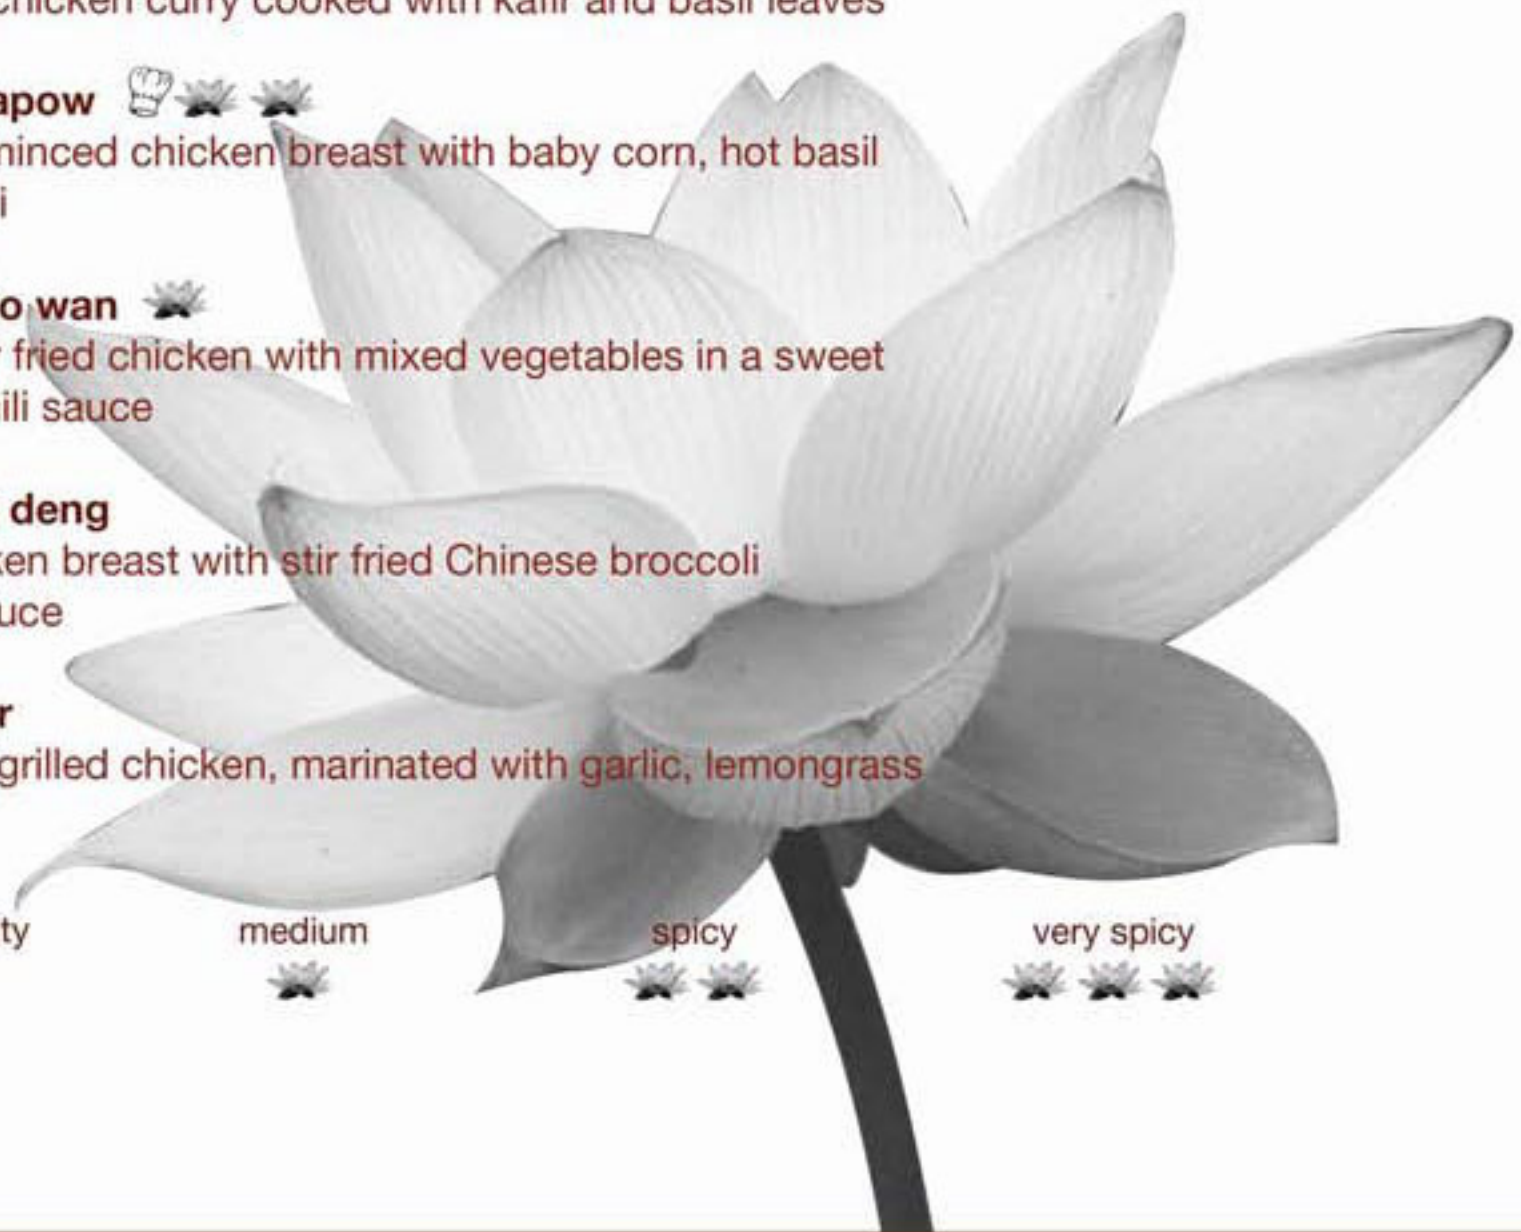 chicken curry cooked with kaffir and basil leaves
apow
minced chicken breast with baby corn, hot basil
i
o wan
fried chicken with mixed vegetables in a sweet
ili sauce
deng
ken breast with stir fried Chinese broccoli
uce
r
grilled chicken, marinated with garlic, lemongrass
ty medium spicy very spicy